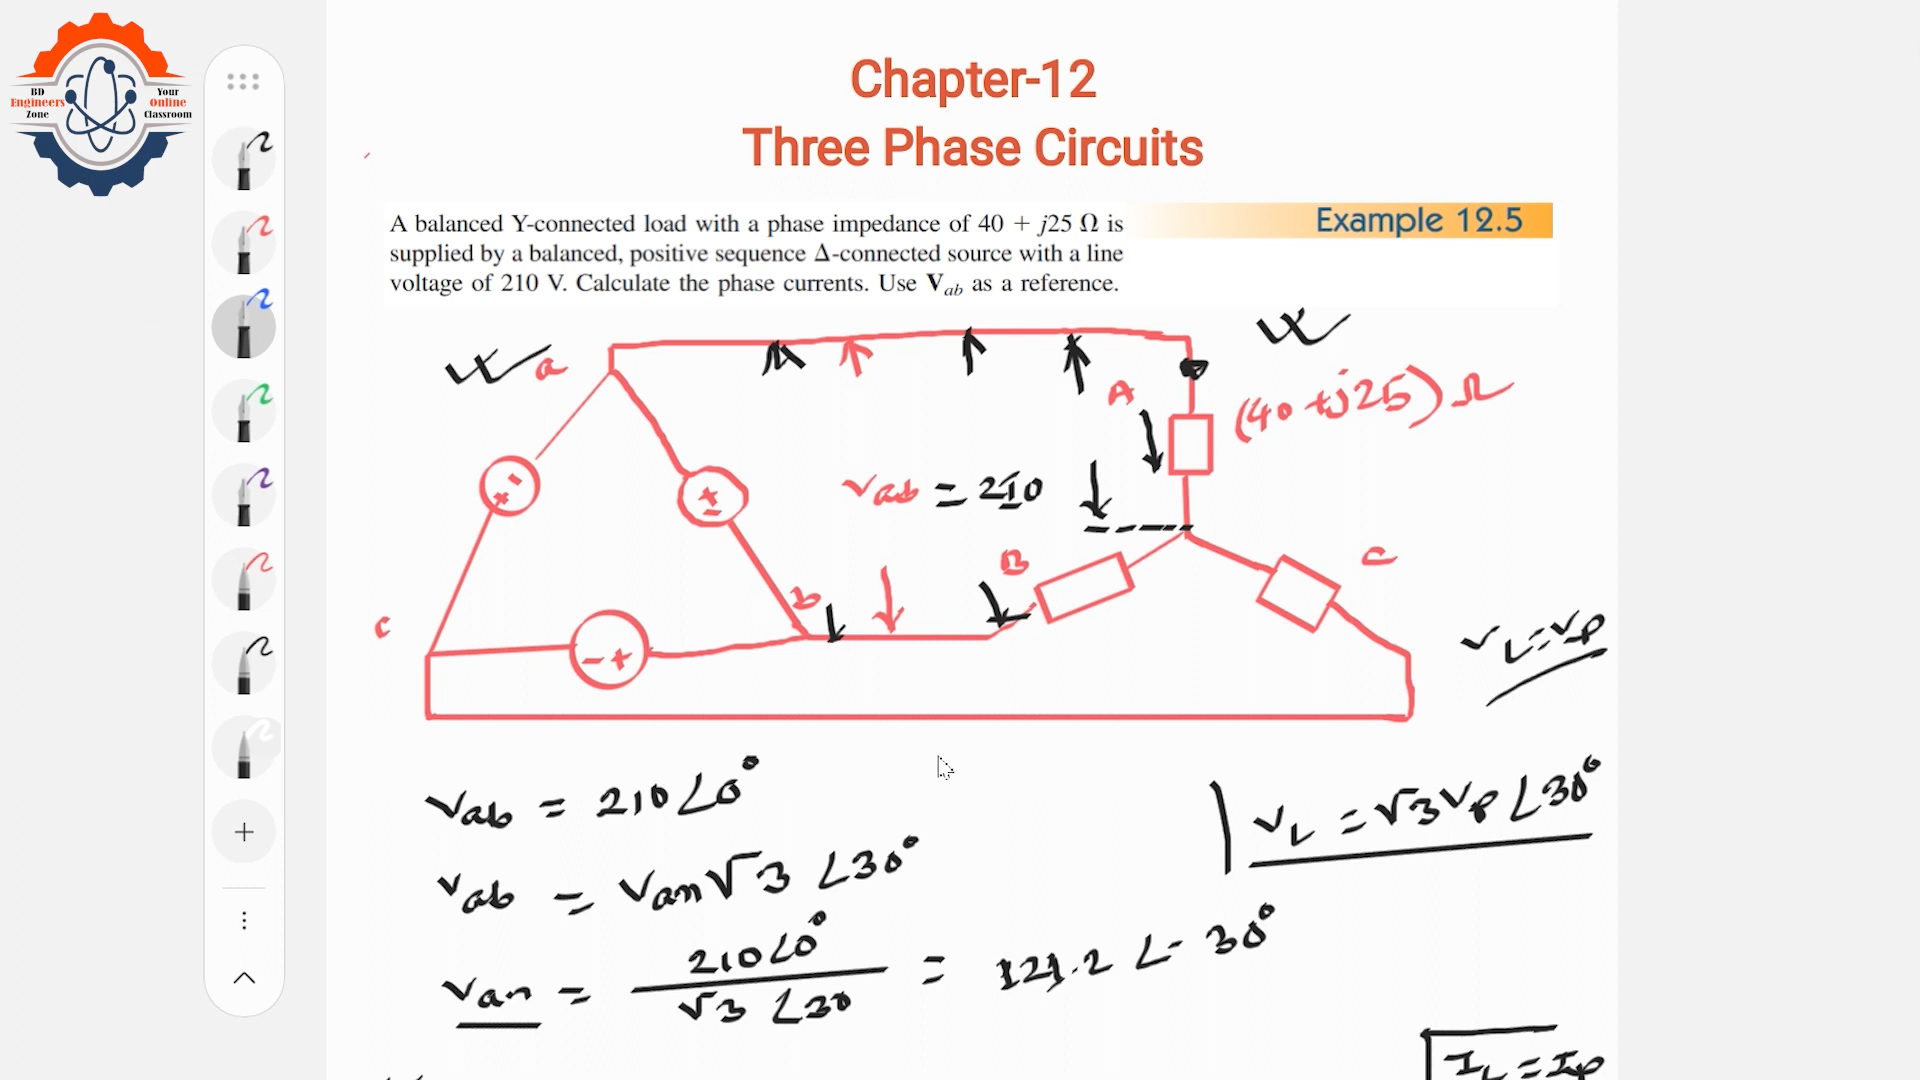 BD
Engineers
Zone
Your
Online
Classroom
Chapter-12
Three Phase Circuits
A balanced Y-connected load with a phase impedance of 40 + j25 Ω is
supplied by a balanced, positive sequence Δ-connected source with a line
voltage of 210 V. Calculate the phase currents. Use Vab as a reference.
Example 12.5
a
A
(40+j25)Ω
Vab = 210
B
b
c
c
VL=Vp
Vab = 210∠0°
VL = √3Vp∠30°
Vab = Van√3 ∠30°
Van = 210∠0° / √3 ∠30 = 121.2 ∠-30°
IL = Ip